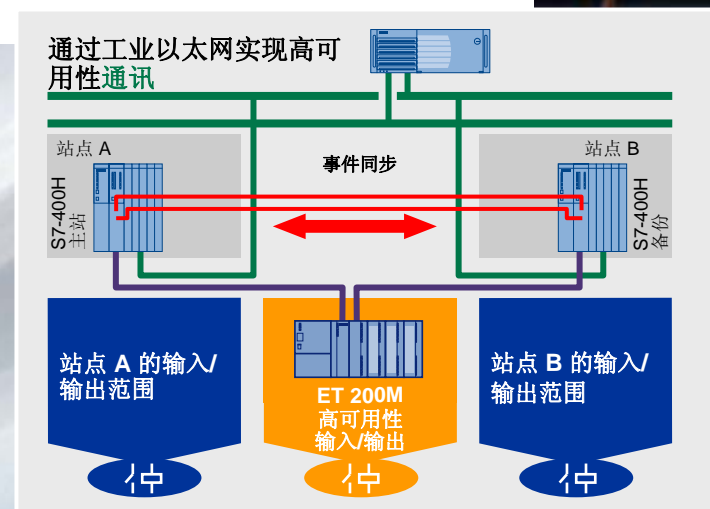 通过工业以太网实现高可
用性通讯
站点 A
事件同步
站点 B
S7-400H
主站
S7-400H
备份
站点 A 的输入/
输出范围
ET 200M
高可用性
输入/输出
站点 B 的输入/
输出范围